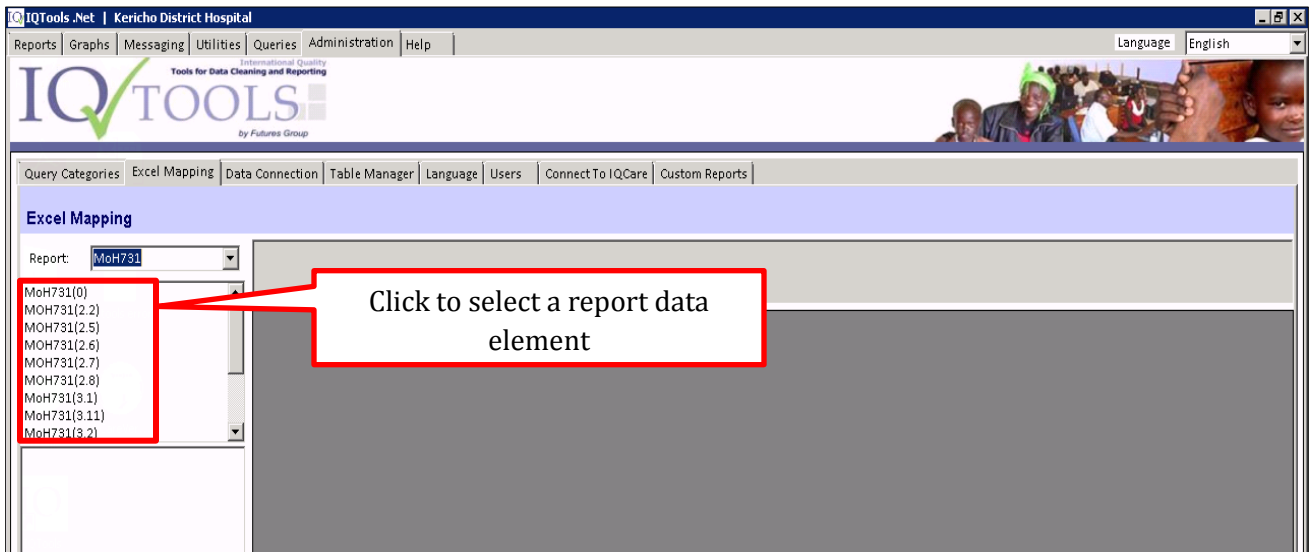 IQTools .Net | Kericho District Hospital
Reports Graphs Messaging Utilities Queries Administration Help Language English
International Quality
Tools for Data Cleaning and Reporting
IQTOOLS
by Futures Group
Query Categories Excel Mapping Data Connection Table Manager Language Users Connect To IQCare Custom Reports
Excel Mapping
Report: MoH731
MoH731(0)
MOH731(2.2)
MOH731(2.5)
MOH731(2.6)
MOH731(2.7)
MOH731(2.8)
MoH731(3.1)
MoH731(3.11)
MoH731(3.2)
Click to select a report data
element